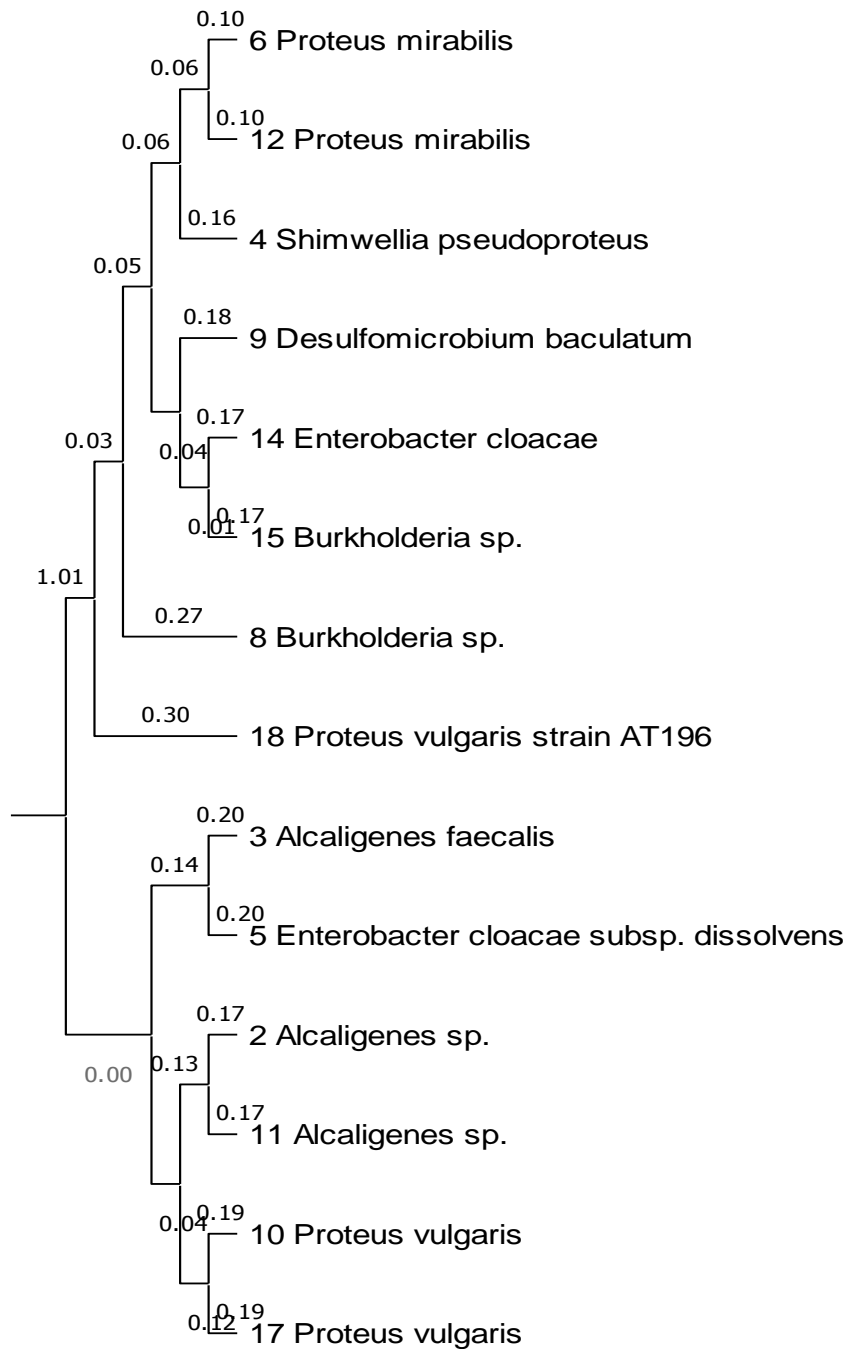 0.10
6 Proteus mirabilis
0.06
0.10
12 Proteus mirabilis
0.06
0.16
4 Shimwellia pseudoproteus
0.05
0.18
9 Desulfomicrobium baculatum
0.17
14 Enterobacter cloacae
0.03
0.04
0.17
0.01
15 Burkholderia sp.
1.01
0.27
8 Burkholderia sp.
0.30
18 Proteus vulgaris strain AT196
0.20
3 Alcaligenes faecalis
0.14
0.20
5 Enterobacter cloacae subsp. dissolvens
0.17
2 Alcaligenes sp.
0.13
0.00
0.17
11 Alcaligenes sp.
0.19
0.04
10 Proteus vulgaris
0.19
0.12
17 Proteus vulgaris